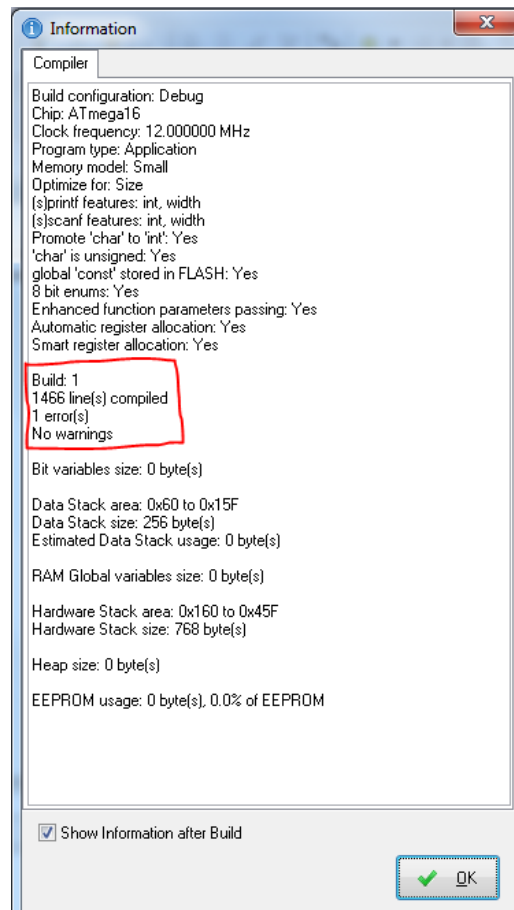 Information
Compiler
Build configuration: Debug
Chip: ATmega16
Clock frequency: 12.000000 MHz
Program type: Application
Memory model: Small
Optimize for: Size
(s)printf features: int, width
(s)scanf features: int, width
Promote 'char' to 'int': Yes
'char' is unsigned: Yes
global 'const' stored in FLASH: Yes
8 bit enums: Yes
Enhanced function parameters passing: Yes
Automatic register allocation: Yes
Smart register allocation: Yes
Build: 1
1466 line(s) compiled
1 error(s)
No warnings
Bit variables size: 0 byte(s)
Data Stack area: 0x60 to 0x15F
Data Stack size: 256 byte(s)
Estimated Data Stack usage: 0 byte(s)
RAM Global variables size: 0 byte(s)
Hardware Stack area: 0x160 to 0x45F
Hardware Stack size: 768 byte(s)
Heap size: 0 byte(s)
EEPROM usage: 0 byte(s), 0.0% of EEPROM
Show Information after Build
OK